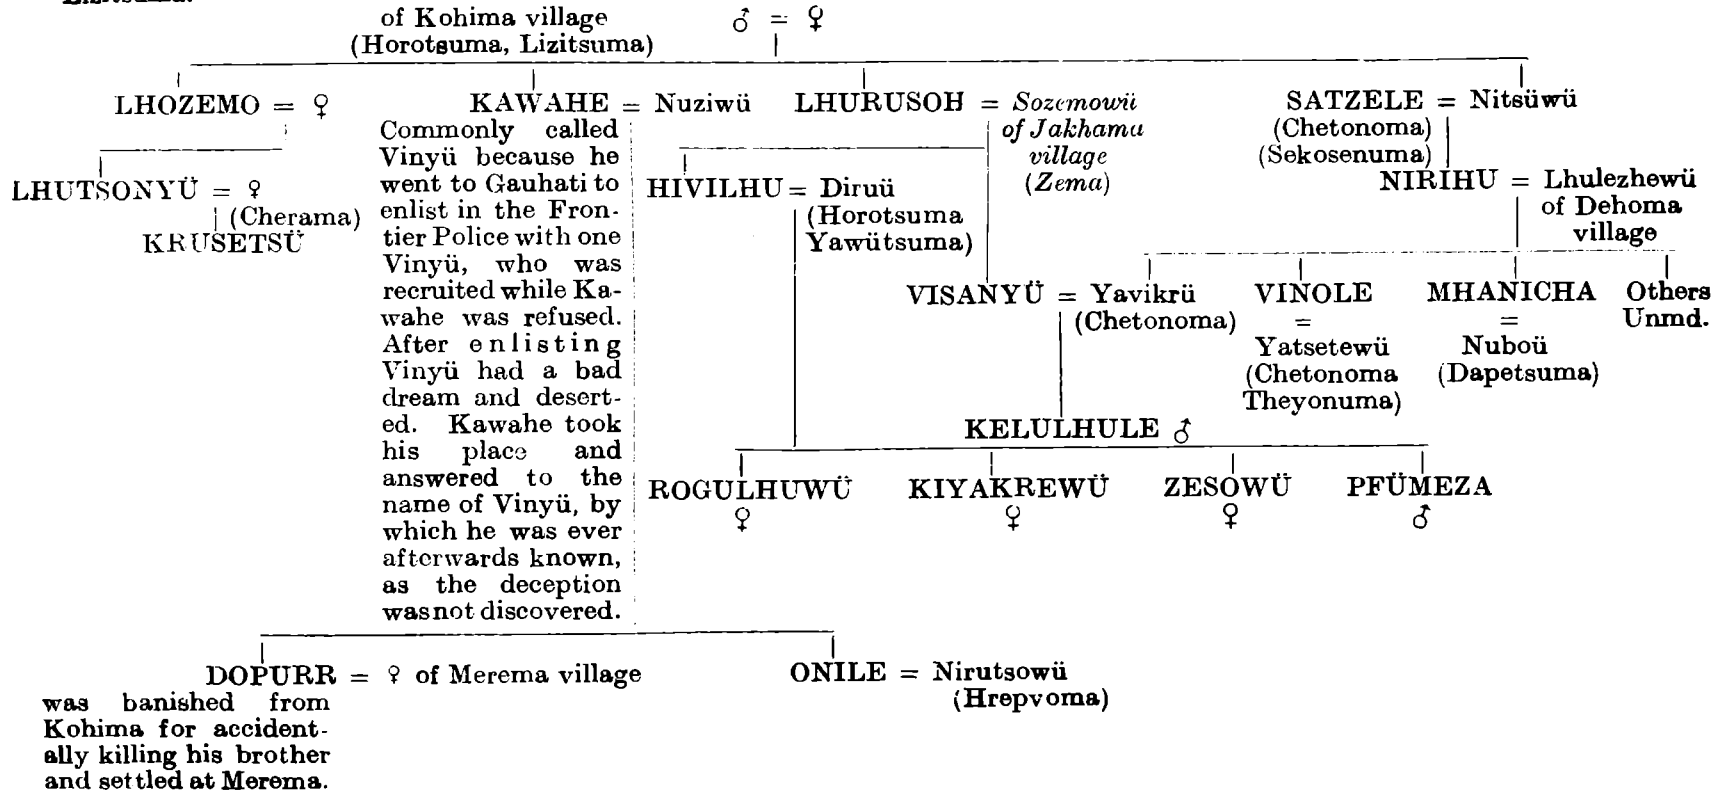 of Kohima village ♂ = ♀
(Horotsuma, Lizitsuma)
LHOZEMO = ♀
LHUTSONYÜ = ♀
(Cherama)
KRUSETSÜ
KAWAHE = Nuziwü
Commonly called
Vinyü because he
went to Gauhati to
enlist in the Fron-
tier Police with one
Vinyü, who was
recruited while Ka-
wahe was refused.
After enlisting
Vinyü had a bad
dream and desert-
ed. Kawahe took
his place and
answered to the
name of Vinyü, by
which he was ever
afterwards known,
as the deception
was not discovered.
LHURUSOH = Sozemowü
of Jakhama
village
(Zema)
HIVILHU = Diruü
(Horotsuma
Yawütsuma)
VISANYÜ = Yavikrü
(Chetonoma)
KELULHULE ♂
SATZELE = Nitsüwü
(Chetonoma)
(Sekosenuma)
NIRIHU = Lhulezhewü
of Dehoma
village
VINOLE
=
Yatsetewü
(Chetonoma
Theyonuma)
MHANICHA
=
Nuboü
(Dapetsuma)
Others
Unmd.
ROGULHUWÜ
♀
KIYAKREWÜ
♀
ZESOWÜ
♀
PFÜMEZA
♂
DOPURR = ♀ of Merema village
was banished from
Kohima for accident-
ally killing his brother
and settled at Merema.
ONILE = Nirutsowü
(Hrepvoma)